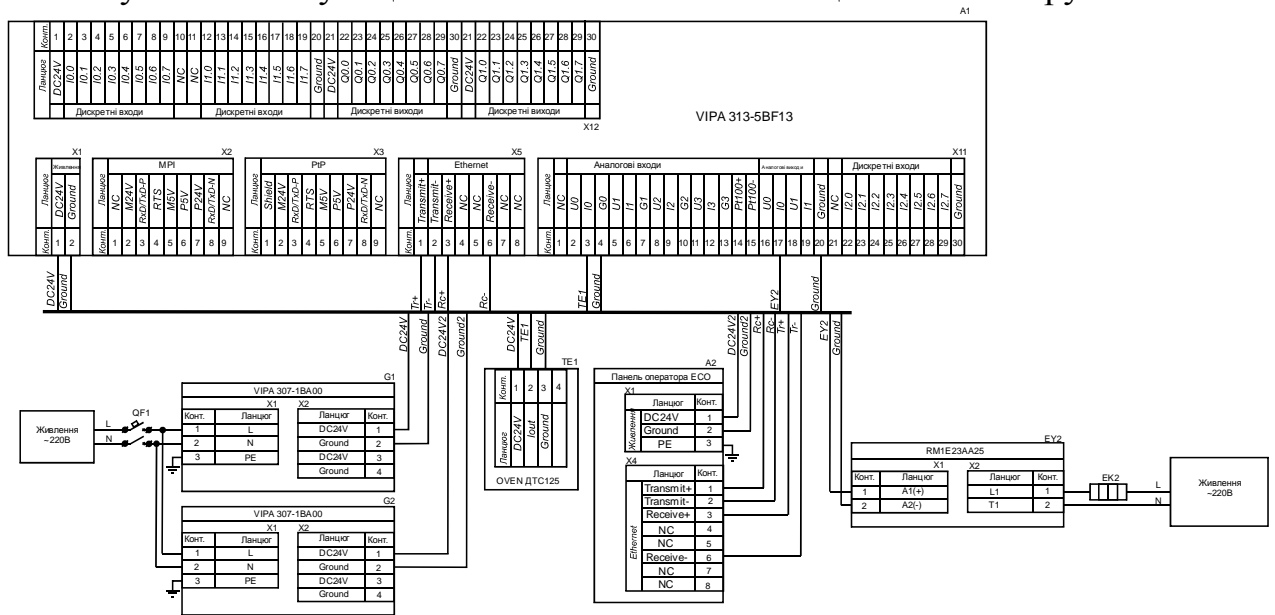 A1
Конт. 1 2 3 4 5 6 7 8 9 10 11 12 13 14 15 16 17 18 19 20 21 22 23 24 25 26 27 28 29 30 21 22 23 24 25 26 27 28 29 30
Ланцюг DC24V I0.0 I0.1 I0.2 I0.3 I0.4 I0.5 I0.6 I0.7 NC NC I1.0 I1.1 I1.2 I1.3 I1.4 I1.5 I1.6 I1.7 Ground DC24V Q0.0 Q0.1 Q0.2 Q0.3 Q0.4 Q0.5 Q0.6 Q0.7 Ground DC24V Q1.0 Q1.1 Q1.2 Q1.3 Q1.4 Q1.5 Q1.6 Q1.7 Ground
Дискретні входи Дискретні входи Дискретні виходи Дискретні виходи
X12
VIPA 313-5BF13
X1 X2 X3 X5 X11
Живлення MPI PtP Ethernet Аналогові входи Аналогові виходи Дискретні входи
Ланцюг DC24V Ground
Конт. 1 2
Ланцюг NC M24V RxD/TxD-P RTS M5V P5V P24V RxD/TxD-N NC
Конт. 1 2 3 4 5 6 7 8 9
Ланцюг Shield M24V RxD/TxD-P RTS M5V P5V P24V RxD/TxD-N NC
Конт. 1 2 3 4 5 6 7 8 9
Ланцюг Transmit+ Transmit- Receive+ NC NC Receive- NC NC
Конт. 1 2 3 4 5 6 7 8
Ланцюг NC U0 I0 G0 U1 I1 G1 U2 I2 G2 U3 I3 G3 Pt100+ Pt100- U0 I0 U1 I1 Ground NC I2.0 I2.1 I2.2 I2.3 I2.4 I2.5 I2.6 I2.7 Ground
Конт. 1 2 3 4 5 6 7 8 9 10 11 12 13 14 15 16 17 18 19 20 21 22 23 24 25 26 27 28 29 30
DC24V Ground Tr+ Tr- Rc+ Rc- TE1 Ground EY2 Ground
DC24V Ground DC24V2 Ground2 DC24V TE1 Ground DC24V2 Ground2 Rc+ Rc- Tr+ Tr- EY2 Ground
G1
VIPA 307-1BA00
X1 X2
Конт. Ланцюг Ланцюг Конт.
1 L DC24V 1
2 N Ground 2
3 PE DC24V 3
Ground 4
Живлення
~220В
L
N
QF1
G2
VIPA 307-1BA00
X1 X2
Конт. Ланцюг Ланцюг Конт.
1 L DC24V 1
2 N Ground 2
3 PE DC24V 3
Ground 4
TE1
Конт. 1 2 3 4
Ланцюг DC24V Iout Ground
OVEN ДТС125
A2
Панель оператора ECO
X1
Живлення
Ланцюг Конт.
DC24V 1
Ground 2
PE 3
X4
Ethernet
Ланцюг Конт.
Transmit+ 1
Transmit- 2
Receive+ 3
NC 4
NC 5
Receive- 6
NC 7
NC 8
EY2
RM1E23AA25
X1 X2
Конт. Ланцюг Ланцюг Конт.
1 A1(+) L1 1
2 A2(-) T1 2
EK2
L
N
Живлення
~220В